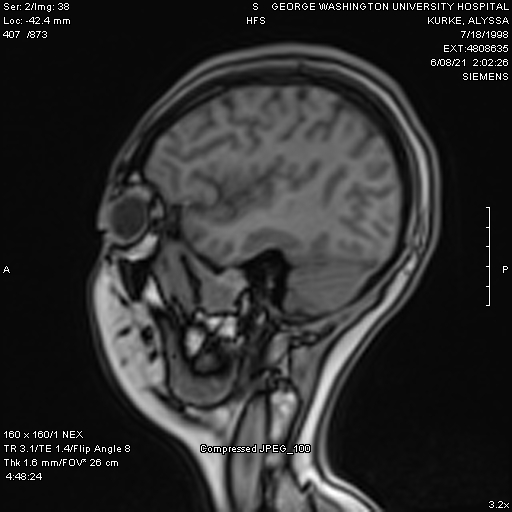 Ser: 2/Img: 38
Loc: -42.4 mm
407 /873
S GEORGE WASHINGTON UNIVERSITY HOSPITAL
HFS KURKE, ALYSSA
7/18/1998
EXT:4808635
6/08/21 2:02:26
SIEMENS
A
P
160 x 160/1 NEX
TR 3.1/TE 1.4/Flip Angle 8
Thk 1.6 mm/FOV* 26 cm
4:48:24
Compressed JPEG_100
3.2x